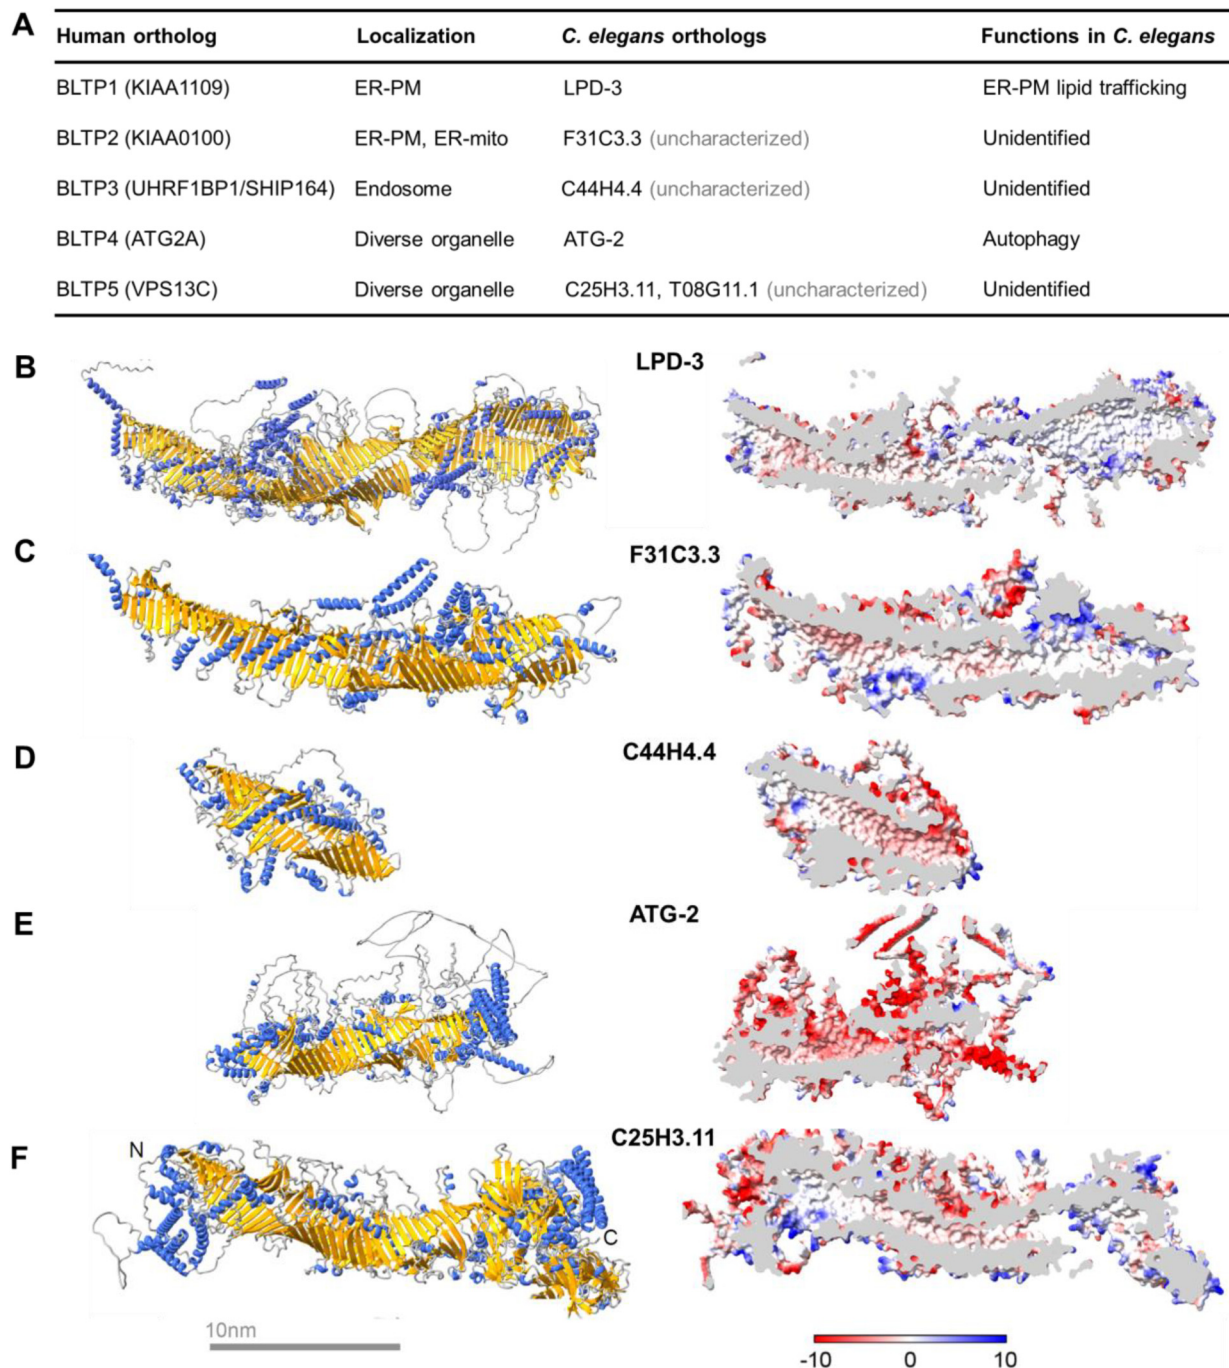 A
Human ortholog Localization C. elegans orthologs Functions in C. elegans
BLTP1 (KIAA1109) ER-PM LPD-3 ER-PM lipid trafficking
BLTP2 (KIAA0100) ER-PM, ER-mito F31C3.3 (uncharacterized) Unidentified
BLTP3 (UHRF1BP1/SHIP164) Endosome C44H4.4 (uncharacterized) Unidentified
BLTP4 (ATG2A) Diverse organelle ATG-2 Autophagy
BLTP5 (VPS13C) Diverse organelle C25H3.11, T08G11.1 (uncharacterized) Unidentified
B LPD-3
C F31C3.3
D C44H4.4
E ATG-2
F N C25H3.11
C
10nm
-10 0 10